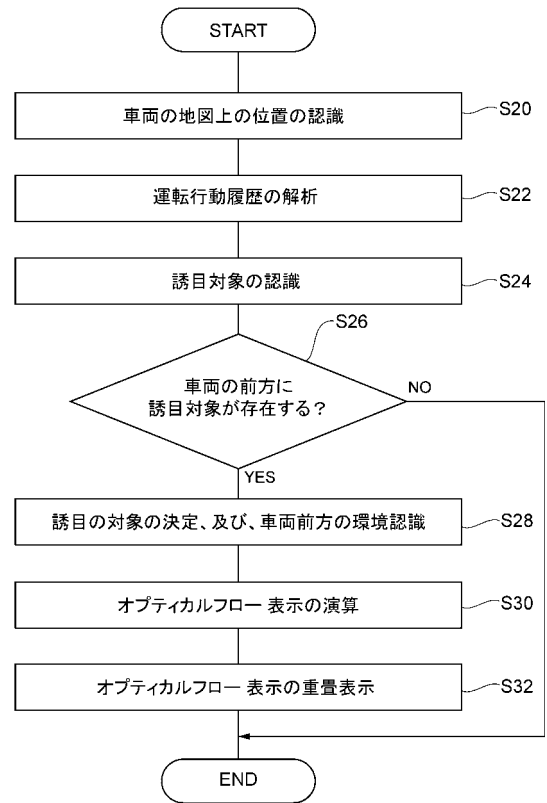 START
車両の地図上の位置の認識
S20
運転行動履歴の解析
S22
誘目対象の認識
S24
S26
車両の前方に
誘目対象が存在する？
NO
YES
誘目の対象の決定、及び、車両前方の環境認識
S28
オプティカルフロー表示の演算
S30
オプティカルフロー表示の重畳表示
S32
END